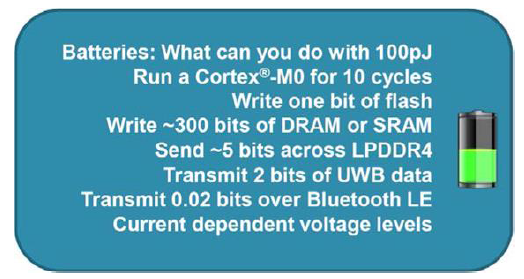 Batteries: What can you do with 100pJ
Run a Cortex®-M0 for 10 cycles
Write one bit of flash
Write ~300 bits of DRAM or SRAM
Send ~5 bits across LPDDR4
Transmit 2 bits of UWB data
Transmit 0.02 bits over Bluetooth LE
Current dependent voltage levels